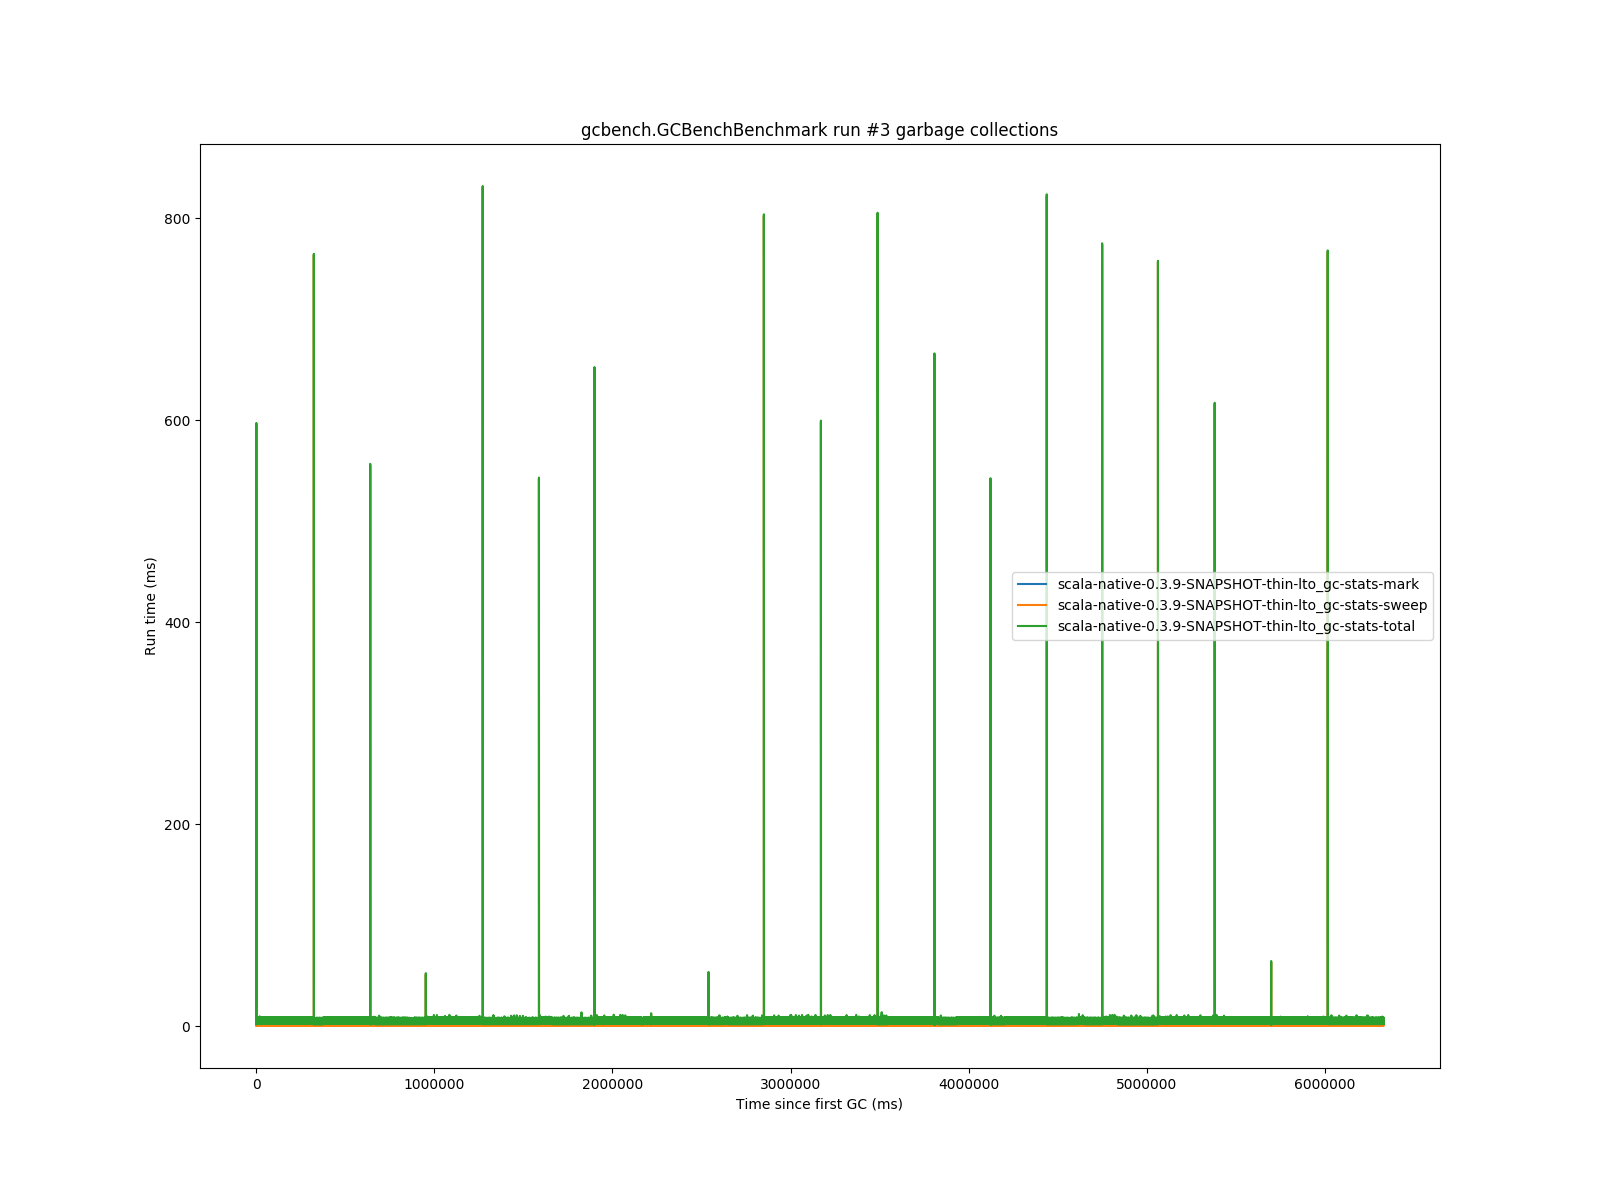 gcbench.GCBenchBenchmark run #3 garbage collections
800
600
400
200
0
Run time (ms)
scala-native-0.3.9-SNAPSHOT-thin-lto_gc-stats-mark
scala-native-0.3.9-SNAPSHOT-thin-lto_gc-stats-sweep
scala-native-0.3.9-SNAPSHOT-thin-lto_gc-stats-total
0 1000000 2000000 3000000 4000000 5000000 6000000
Time since first GC (ms)